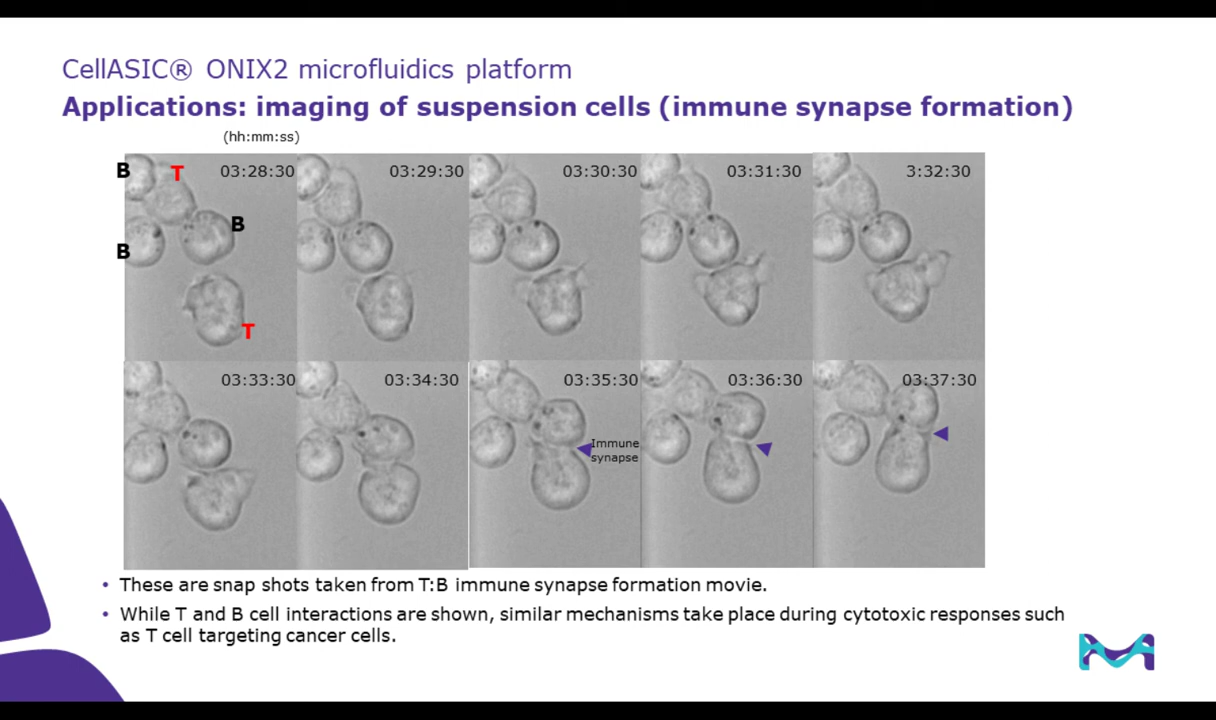 CellASIC® ONIX2 microfluidics platform
Applications: imaging of suspension cells (immune synapse formation)
(hh:mm:ss)
B
T
03:28:30
03:29:30
03:30:30
03:31:30
3:32:30
B
B
T
03:33:30
03:34:30
03:35:30
03:36:30
03:37:30
Immune
synapse
• These are snap shots taken from T:B immune synapse formation movie.
• While T and B cell interactions are shown, similar mechanisms take place during cytotoxic responses such
as T cell targeting cancer cells.
M